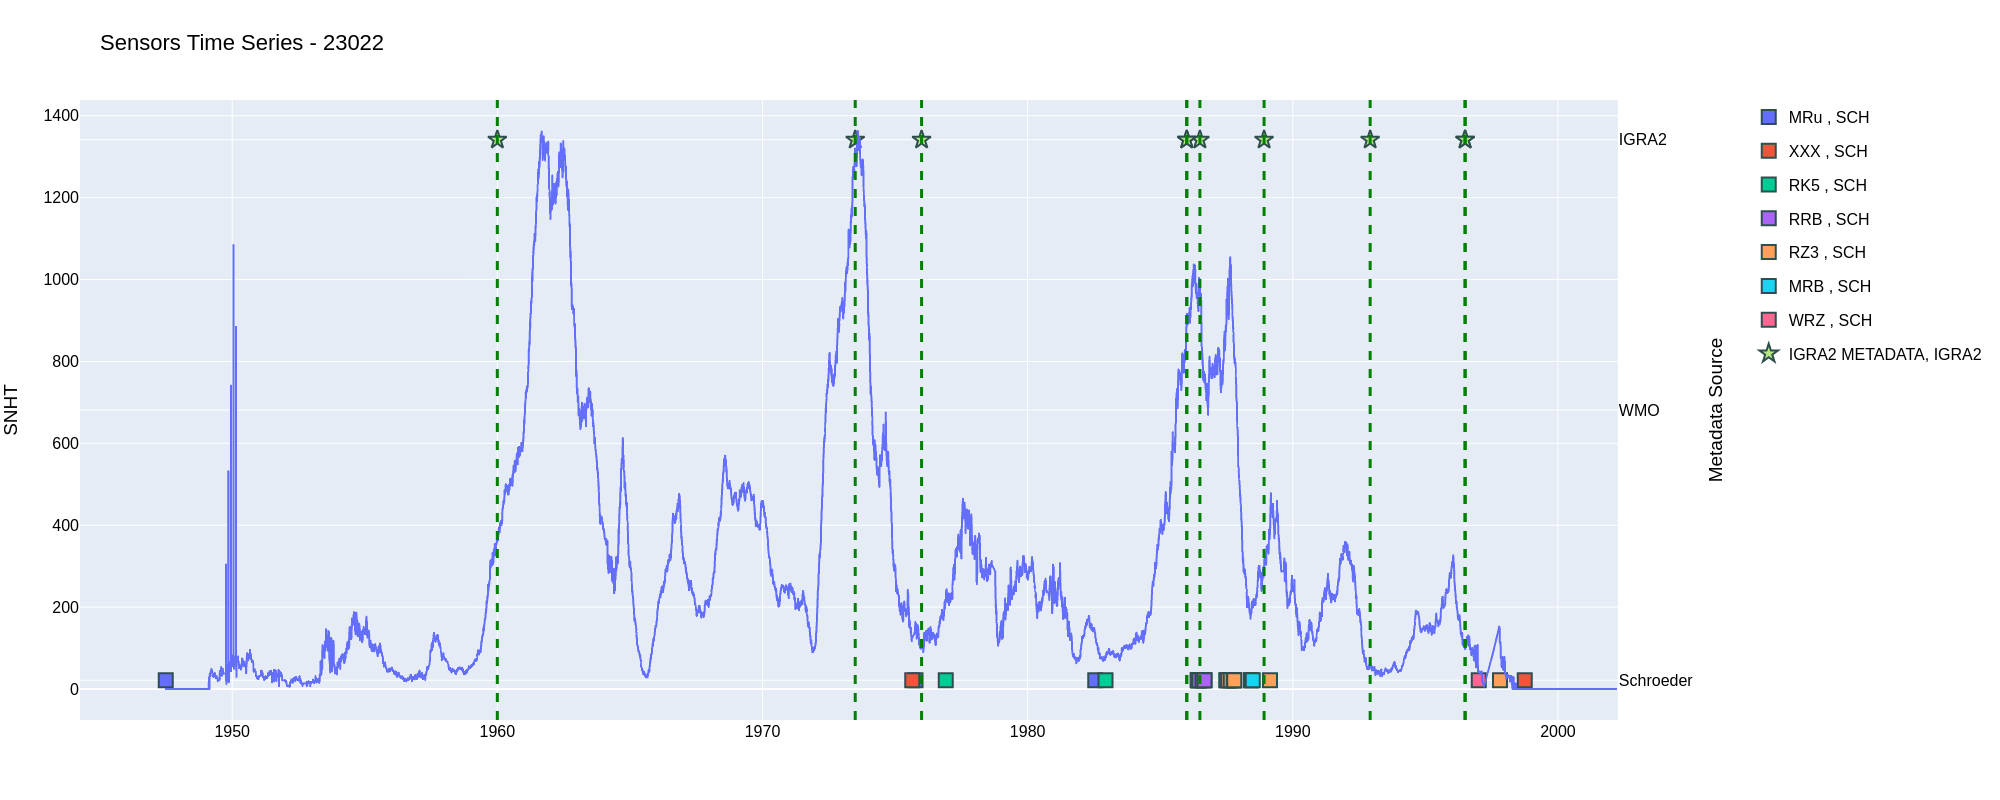 Sensors Time Series - 23022
SNHT
1400
1200
1000
800
600
400
200
0
1950
1960
1970
1980
1990
2000
IGRA2
WMO
Schroeder
Metadata Source
MRu , SCH
XXX , SCH
RK5 , SCH
RRB , SCH
RZ3 , SCH
MRB , SCH
WRZ , SCH
IGRA2 METADATA, IGRA2